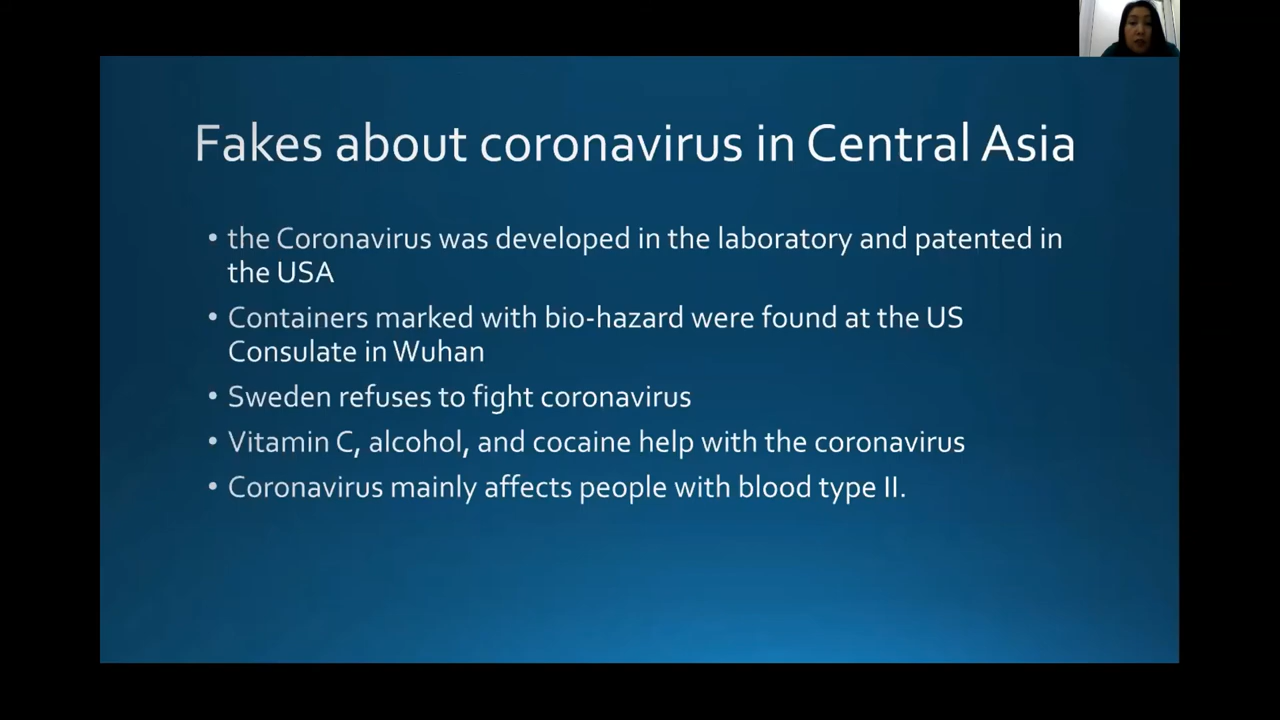 Fakes about coronavirus in Central Asia
• the Coronavirus was developed in the laboratory and patented in
the USA
• Containers marked with bio-hazard were found at the US
Consulate in Wuhan
• Sweden refuses to fight coronavirus
• Vitamin C, alcohol, and cocaine help with the coronavirus
• Coronavirus mainly affects people with blood type II.